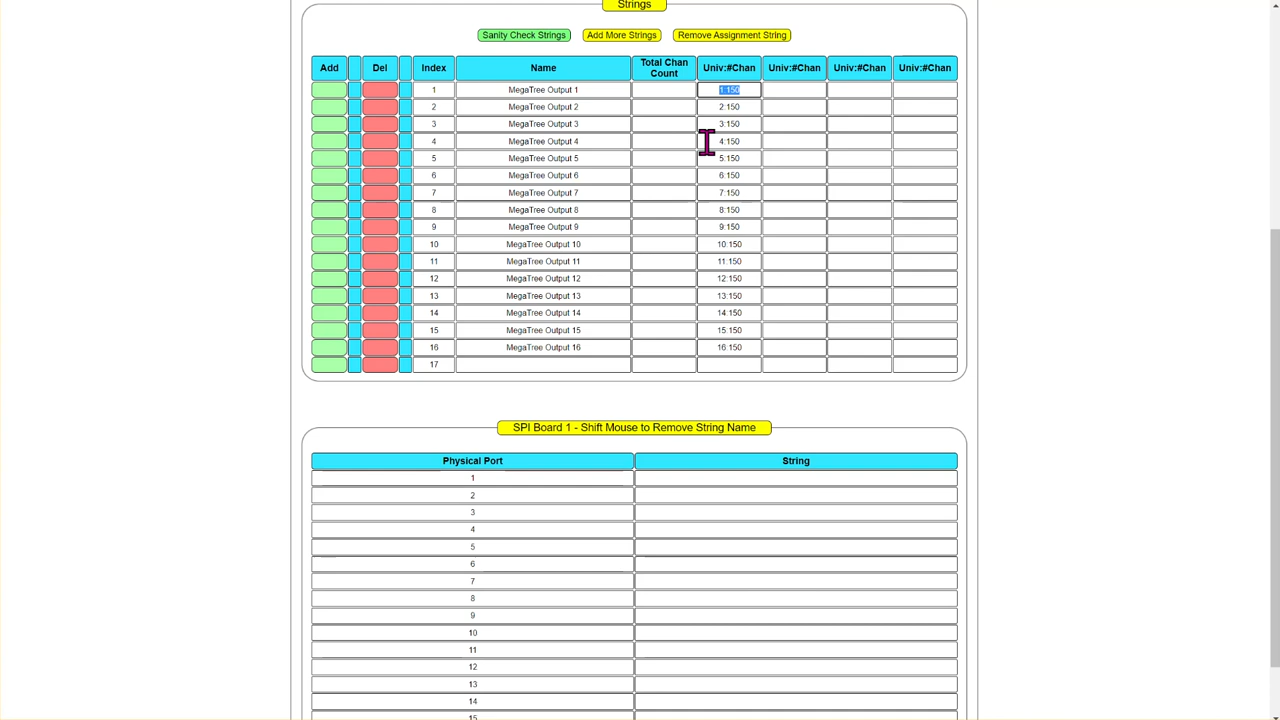 Strings
Sanity Check Strings Add More Strings Remove Assignment String
Add Del Index Name Total Chan Count Univ:#Chan Univ:#Chan Univ:#Chan Univ:#Chan
1 MegaTree Output 1 1:150
2 MegaTree Output 2 2:150
3 MegaTree Output 3 3:150
4 MegaTree Output 4 4:150
5 MegaTree Output 5 5:150
6 MegaTree Output 6 6:150
7 MegaTree Output 7 7:150
8 MegaTree Output 8 8:150
9 MegaTree Output 9 9:150
10 MegaTree Output 10 10:150
11 MegaTree Output 11 11:150
12 MegaTree Output 12 12:150
13 MegaTree Output 13 13:150
14 MegaTree Output 14 14:150
15 MegaTree Output 15 15:150
16 MegaTree Output 16 16:150
17
SPI Board 1 - Shift Mouse to Remove String Name
Physical Port String
1
2
3
4
5
6
7
8
9
10
11
12
13
14
15